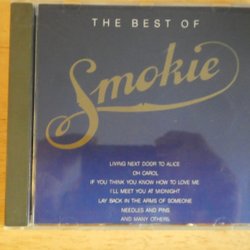 THE BEST OF
Smokie
LIVING NEXT DOOR TO ALICE
OH CAROL
IF YOU THINK YOU KNOW HOW TO LOVE ME
I'LL MEET YOU AT MIDNIGHT
LAY BACK IN THE ARMS OF SOMEONE
NEEDLES AND PINS
AND MANY OTHERS.